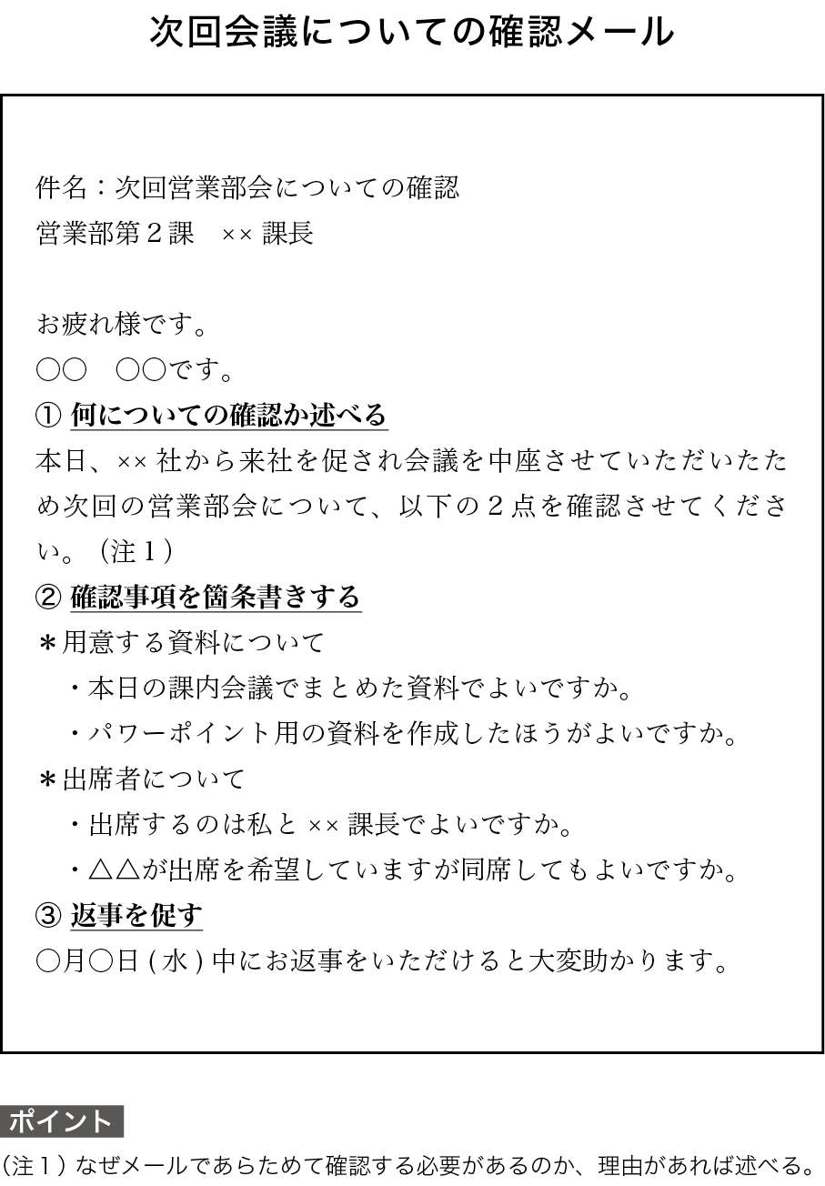 次回会議についての確認メール
件名：次回営業部会についての確認
営業部第２課　×× 課長
お疲れ様です。
○○　○○です。
① 何についての確認か述べる
本日、×× 社から来社を促され会議を中座させていただいたた
め次回の営業部会について、以下の２点を確認させてくださ
い。（注１）
② 確認事項を箇条書きする
＊用意する資料について
・本日の課内会議でまとめた資料でよいですか。
・パワーポイント用の資料を作成したほうがよいですか。
＊出席者について
・出席するのは私と ×× 課長でよいですか。
・△△が出席を希望していますが同席してもよいですか。
③ 返事を促す
○月○日 ( 水 ) 中にお返事をいただけると大変助かります。
ポイント
（注１）なぜメールであらためて確認する必要があるのか、理由があれば述べる。